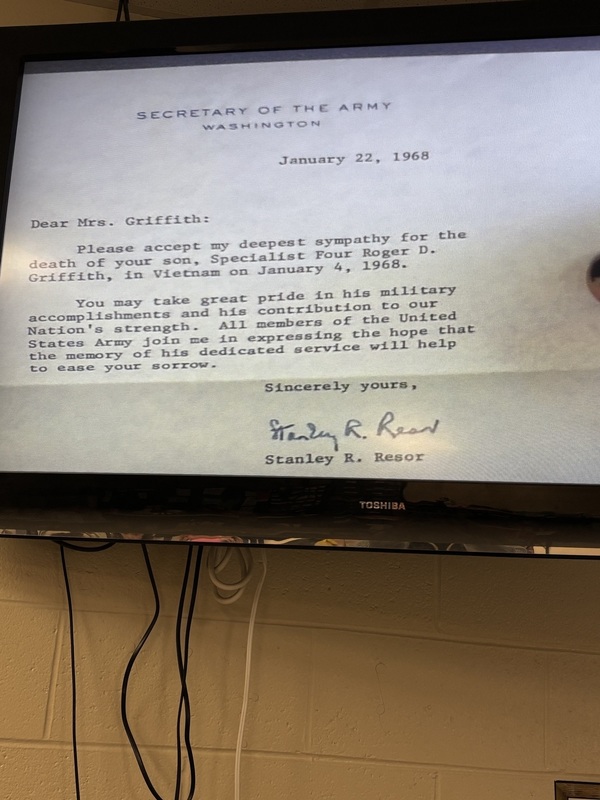 SECRETARY OF THE ARMY
WASHINGTON
January 22, 1968
Dear Mrs. Griffith:
Please accept my deepest sympathy for the
death of your son, Specialist Four Roger D.
Griffith, in Vietnam on January 4, 1968.
You may take great pride in his military
accomplishments and his contribution to our
Nation's strength.  All members of the United
States Army join me in expressing the hope that
the memory of his dedicated service will help
to ease your sorrow.
Sincerely yours,
Stanley R. Resor
Stanley R. Resor
TOSHIBA